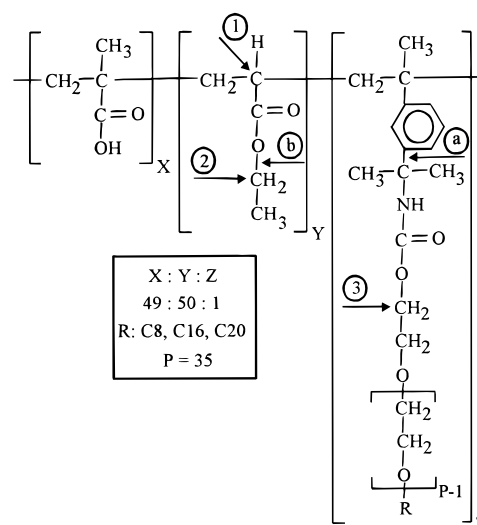 1
CH3 H CH3
CH2 C CH2 C CH2 C
C=O C=O
OH O b a
X 2 CH2 CH3 C CH3
CH3 NH
Y
X : Y : Z C=O
49 : 50 : 1 O
R: C8, C16, C20 3 CH2
P = 35 CH2
O
CH2
CH2
O
P-1
R